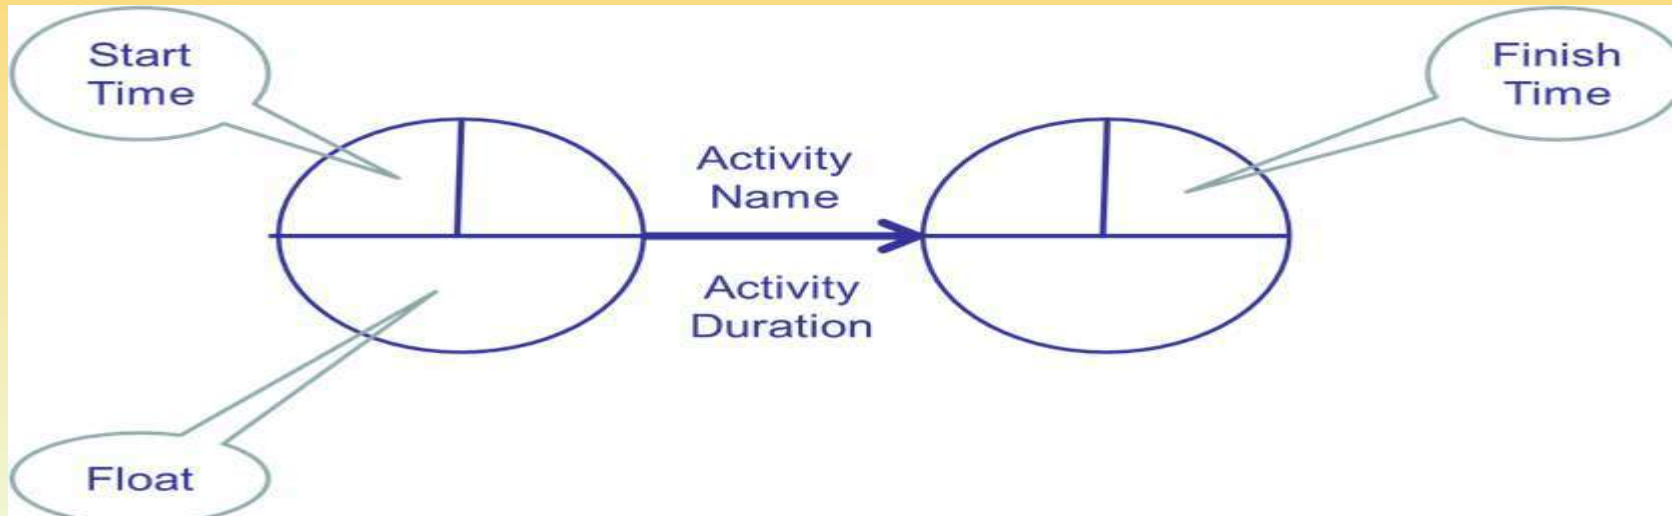 Start
Time
Finish
Time
Activity
Name
Activity
Duration
Float